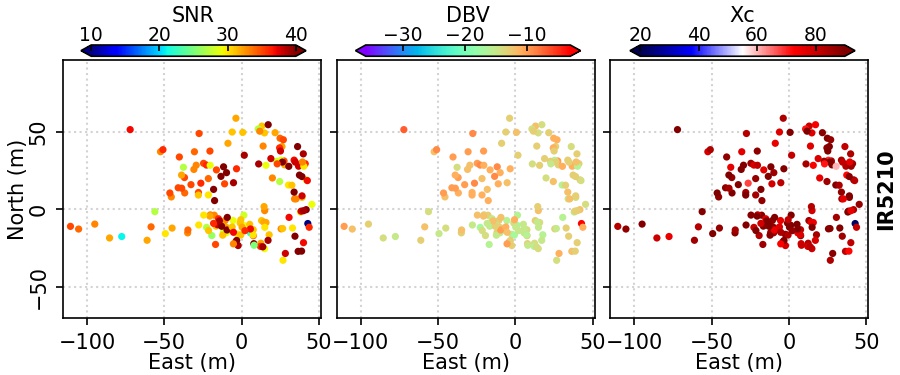 SNR DBV Xc
10 20 30 40 −30 −20 −10 20 40 60 80
50
0
−50
North (m)
IR5210
−100 −50 0 50 −100 −50 0 50 −100 −50 0 50
East (m) East (m) East (m)